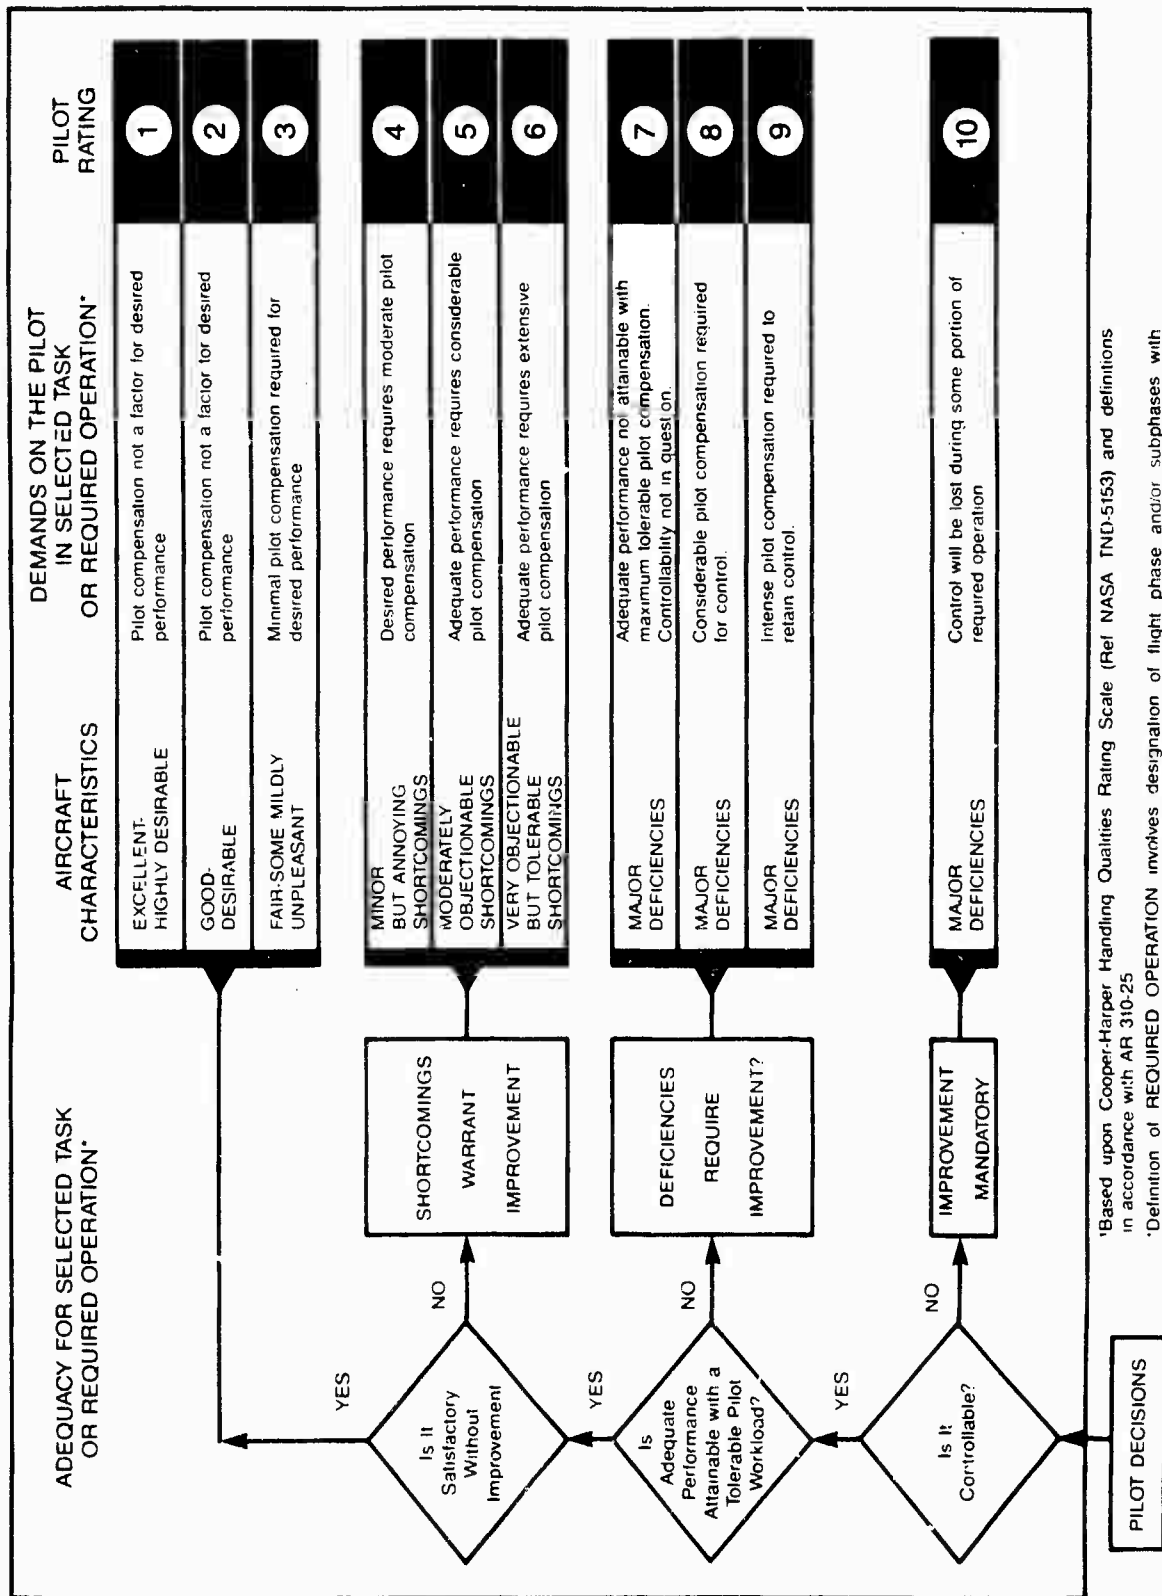 ADEQUACY FOR SELECTED TASK
OR REQUIRED OPERATION*
AIRCRAFT
CHARACTERISTICS
DEMANDS ON THE PILOT
IN SELECTED TASK
OR REQUIRED OPERATION*
PILOT
RATING
EXCELLENT-
HIGHLY DESIRABLE
Pilot compensation not a factor for desired
performance
1
GOOD-
DESIRABLE
Pilot compensation not a factor for desired
performance
2
FAIR-SOME MILDLY
UNPLEASANT
Minimal pilot compensation required for
desired performance
3
YES
Is It
Satisfactory
Without
Improvement
NO
SHORTCOMINGS
WARRANT
IMPROVEMENT
MINOR
BUT ANNOYING
SHORTCOMINGS
Desired performance requires moderate pilot
compensation
4
MODERATELY
OBJECTIONABLE
SHORTCOMINGS
Adequate performance requires considerable
pilot compensation
5
VERY OBJECTIONABLE
BUT TOLERABLE
SHORTCOMINGS
Adequate performance requires extensive
pilot compensation
6
YES
Is
Adequate
Performance
Attainable with a
Tolerable Pilot
Workload?
NO
DEFICIENCIES
REQUIRE
IMPROVEMENT?
MAJOR
DEFICIENCIES
Adequate performance not attainable with
maximum tolerable pilot compensation.
Controllability not in question.
7
MAJOR
DEFICIENCIES
Considerable pilot compensation required
for control.
8
MAJOR
DEFICIENCIES
intense pilot compensation required to
retain control.
9
YES
Is It
Controllable?
NO
IMPROVEMENT
MANDATORY
MAJOR
DEFICIENCIES
Control will be lost during some portion of
required operation
10
PILOT DECISIONS
'Based upon Cooper-Harper Handling Qualities Rating Scale (Ref NASA TND-5153) and definitions
in accordance with AR 310-25
*Definition of REQUIRED OPERATION involves designation of flight phase and/or subphases with